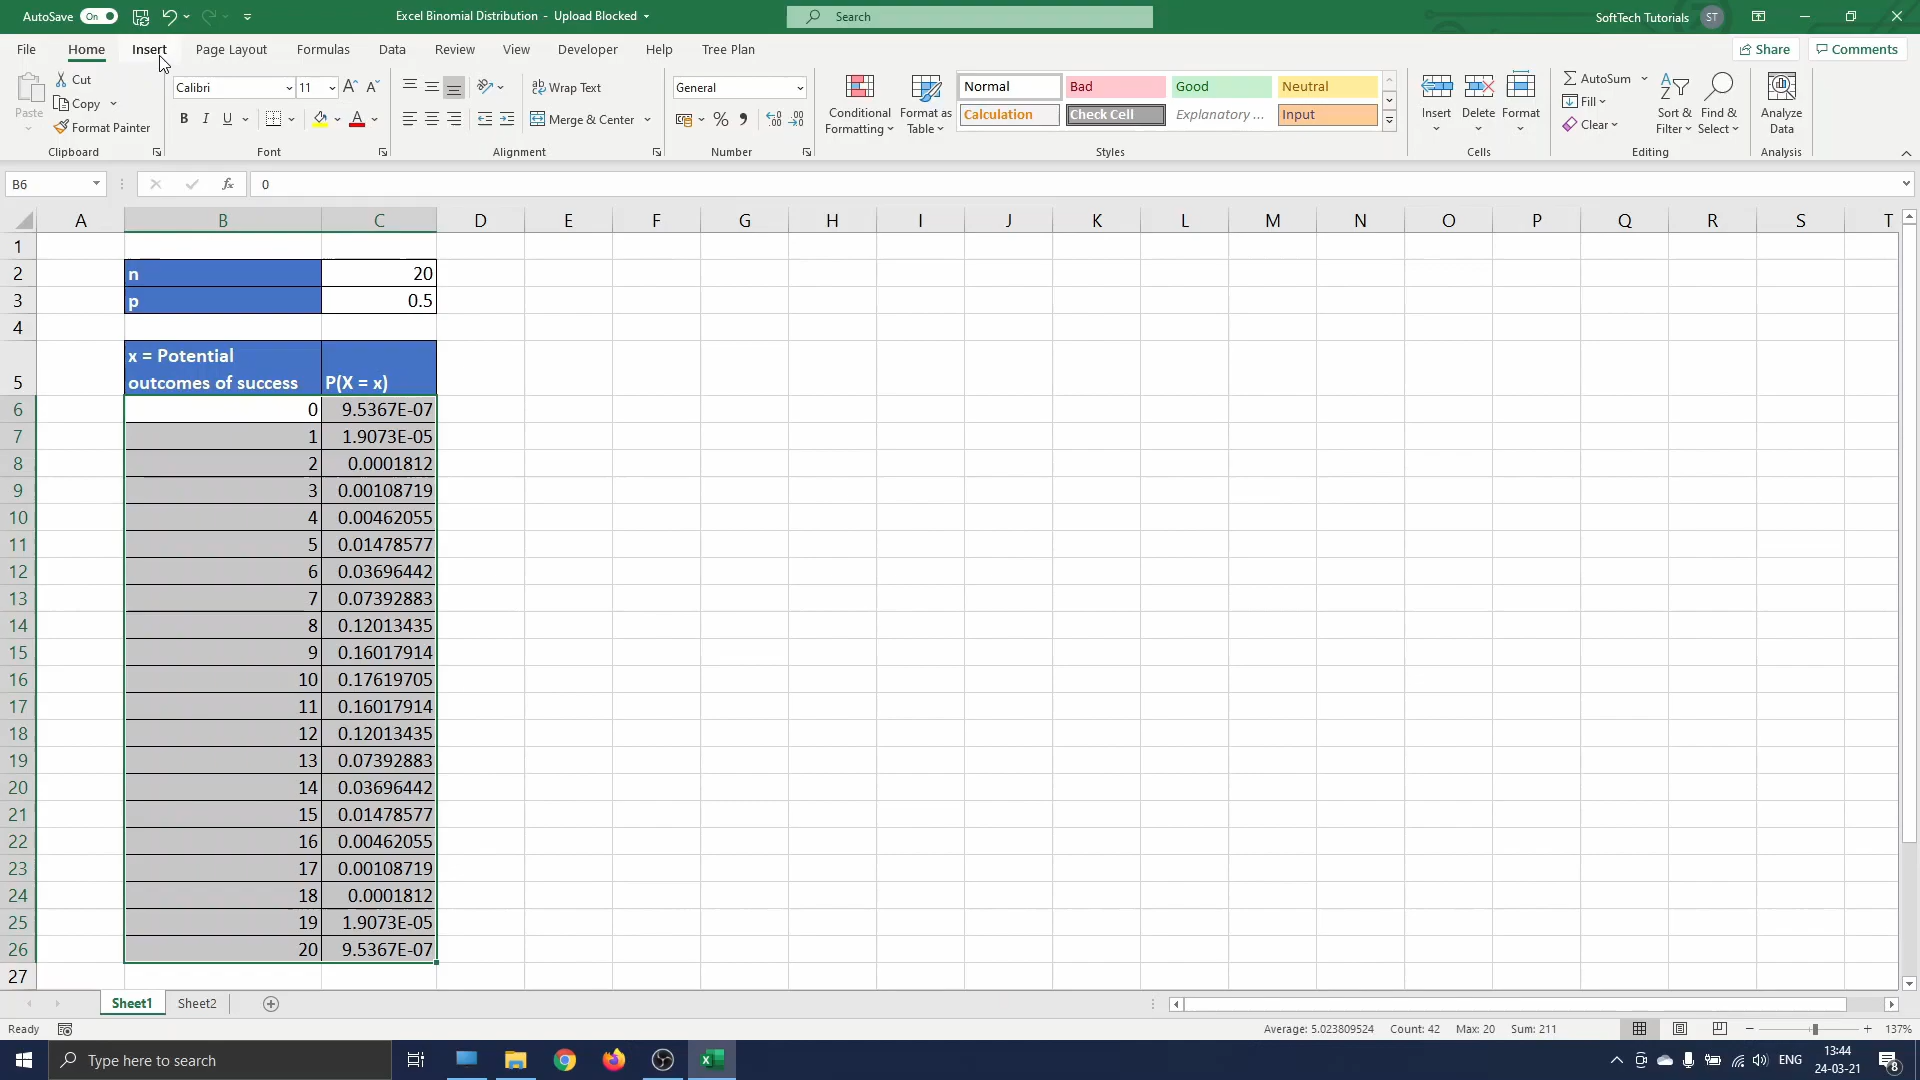 AutoSave On
Excel Binomial Distribution - Upload Blocked
Search
SoftTech Tutorials ST
File Home Insert Page Layout Formulas Data Review View Developer Help Tree Plan
Share Comments
Paste
Cut
Copy
Format Painter
Clipboard
Calibri 11
B I U
Font
Wrap Text
Merge & Center
Alignment
General
Number
Conditional Formatting
Format as Table
Normal Bad Good Neutral
Calculation Check Cell Explanatory ... Input
Styles
Insert Delete Format
Cells
AutoSum
Fill
Clear
Sort & Filter
Find & Select
Editing
Analyze Data
Analysis
B6 fx 0
A B C D E F G H I J K L M N O P Q R S T
1
2 n 20
3 p 0.5
4
5 x = Potential outcomes of success P(X = x)
6 0 9.5367E-07
7 1 1.9073E-05
8 2 0.0001812
9 3 0.00108719
10 4 0.00462055
11 5 0.01478577
12 6 0.03696442
13 7 0.07392883
14 8 0.12013435
15 9 0.16017914
16 10 0.17619705
17 11 0.16017914
18 12 0.12013435
19 13 0.07392883
20 14 0.03696442
21 15 0.01478577
22 16 0.00462055
23 17 0.00108719
24 18 0.0001812
25 19 1.9073E-05
26 20 9.5367E-07
27
Sheet1 Sheet2
Ready
Average: 5.023809524 Count: 42 Max: 20 Sum: 211
137%
Type here to search
ENG
13:44
24-03-21
8